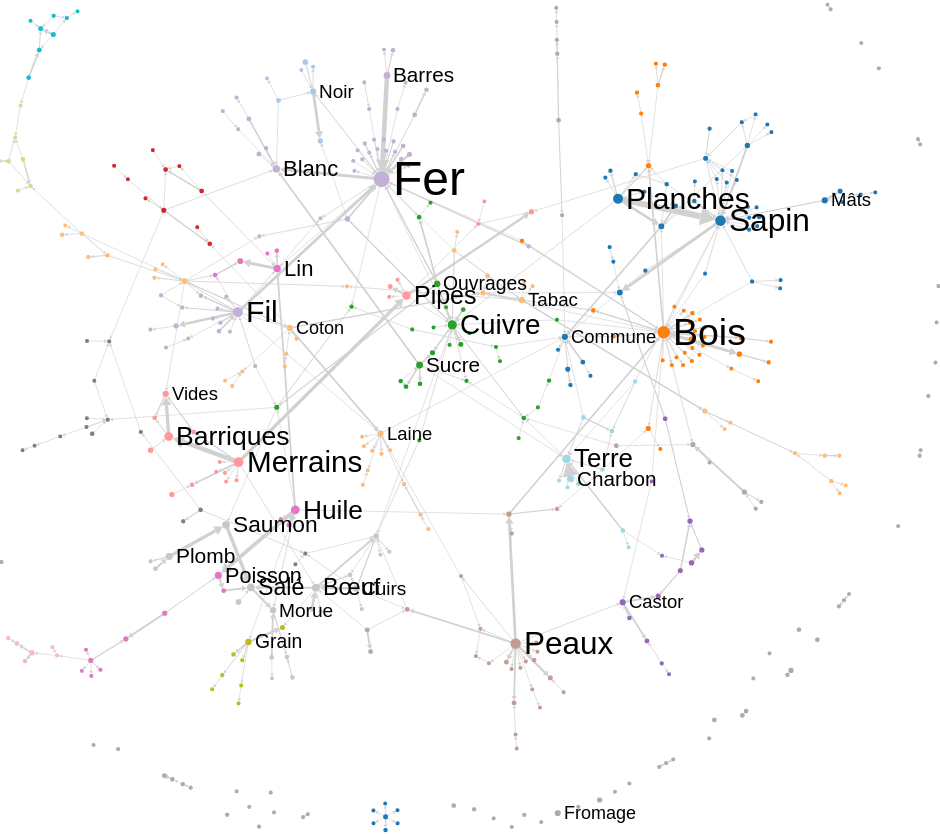 Barres
Noir
Blanc
Fer
Planches
Mâts
Sapin
Lin
Ouvrages
Pipes
Tabac
Fil
Cuivre
Coton
Commune
Bois
Sucre
Vides
Barriques
Laine
Merrains
Terre
Charbon
Huile
Saumon
Plomb
Poisson
Salé
Bœuf
Cuirs
Morue
Castor
Grain
Peaux
Fromage